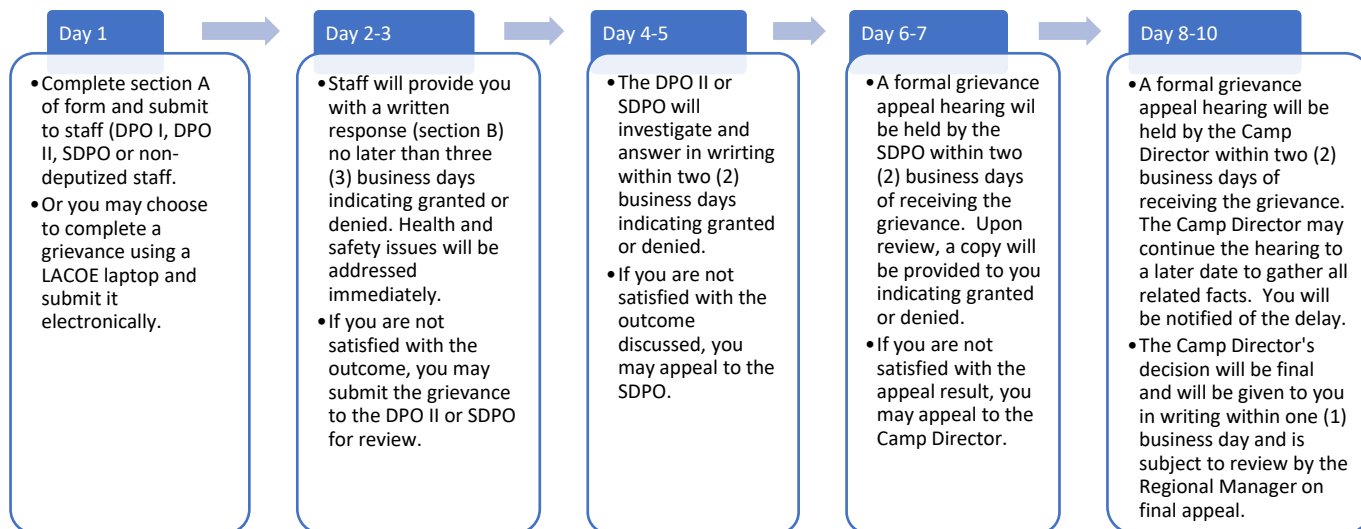 Day 1
•Complete section A
of form and submit
to staff (DPO I, DPO
II, SDPO or non-
deputized staff.
•Or you may choose
to complete a
grievance using a
LACOE laptop and
submit it
electronically.
Day 2-3
•Staff will provide you
with a written
response (section B)
no later than three
(3) business days
indicating granted or
denied. Health and
safety issues will be
addressed
immediately.
•If you are not
satisfied with the
outcome, you may
submit the grievance
to the DPO II or SDPO
for review.
Day 4-5
•The DPO II or
SDPO will
investigate and
answer in wrirting
within two (2)
business days
indicating granted
or denied.
•If you are not
satisfied with the
outcome
discussed, you
may appeal to the
SDPO.
Day 6-7
•A formal grievance
appeal hearing wil
be held by the
SDPO within two
(2) business days
of receiving the
grievance. Upon
review, a copy will
be provided to you
indicating granted
or denied.
•If you are not
satisfied with the
appeal result, you
may appeal to the
Camp Director.
Day 8-10
•A formal grievance
appeal hearing will be
held by the Camp
Director within two (2)
business days of
receiving the grievance.
The Camp Director may
continue the hearing to
a later date to gather all
related facts. You will
be notified of the delay.
•The Camp Director's
decision will be final
and will be given to you
in writing within one (1)
business day and is
subject to review by the
Regional Manager on
final appeal.